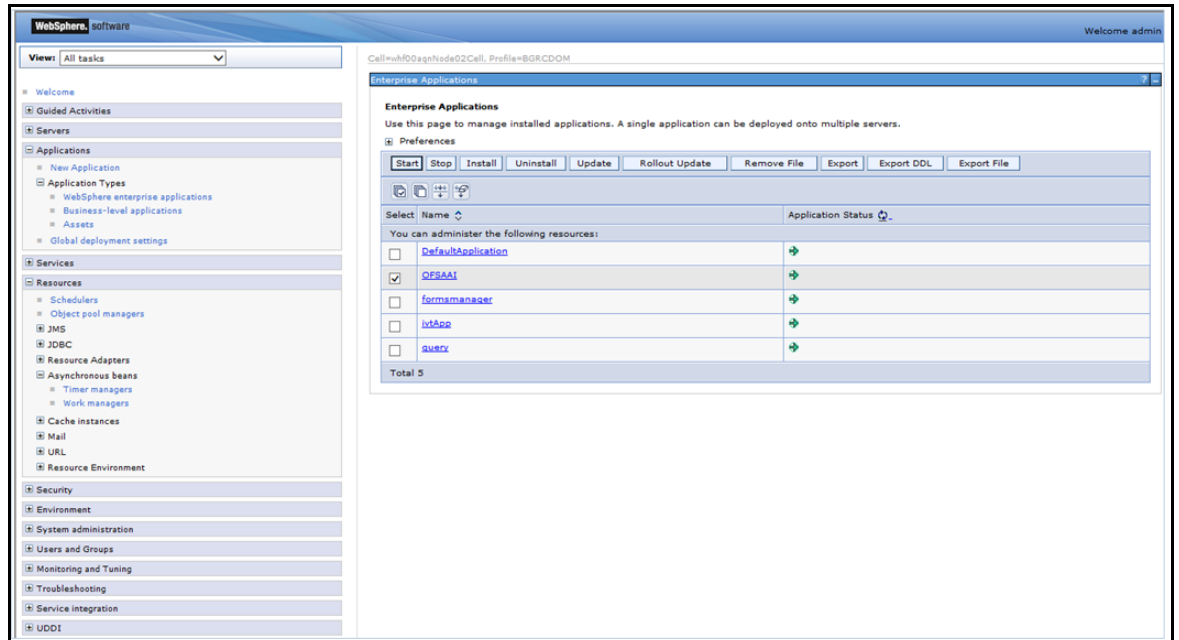 WebSphere. software
Welcome admin
View: All tasks
Cell=whf00aqnNode02Cell, Profile=BGRCDOM
Welcome
Guided Activities
Servers
Applications
New Application
Application Types
WebSphere enterprise applications
Business-level applications
Assets
Global deployment settings
Services
Resources
Schedulers
Object pool managers
JMS
JDBC
Resource Adapters
Asynchronous beans
Timer managers
Work managers
Cache instances
Mail
URL
Resource Environment
Security
Environment
System administration
Users and Groups
Monitoring and Tuning
Troubleshooting
Service integration
UDDI
Enterprise Applications ? -
Enterprise Applications
Use this page to manage installed applications. A single application can be deployed onto multiple servers.
Preferences
Start Stop Install Uninstall Update Rollout Update Remove File Export Export DDL Export File
Select Name Application Status
You can administer the following resources:
DefaultApplication
OFSAAI
formsmanager
ivtApp
query
Total 5